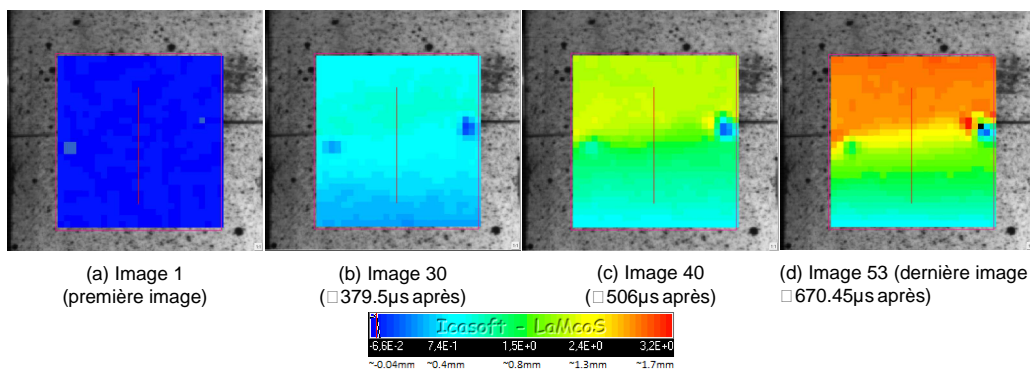 (a) Image 1
(première image)
(b) Image 30
(□379.5µs après)
(c) Image 40
(□506µs après)
(d) Image 53 (dernière image
□670.45µs après)
Icasoft - LaMcoS
-6,6E-2 7,4E-1 1,5E+0 2,4E+0 3,2E+0
~-0.04mm ~0.4mm ~0.8mm ~1.3mm ~1.7mm